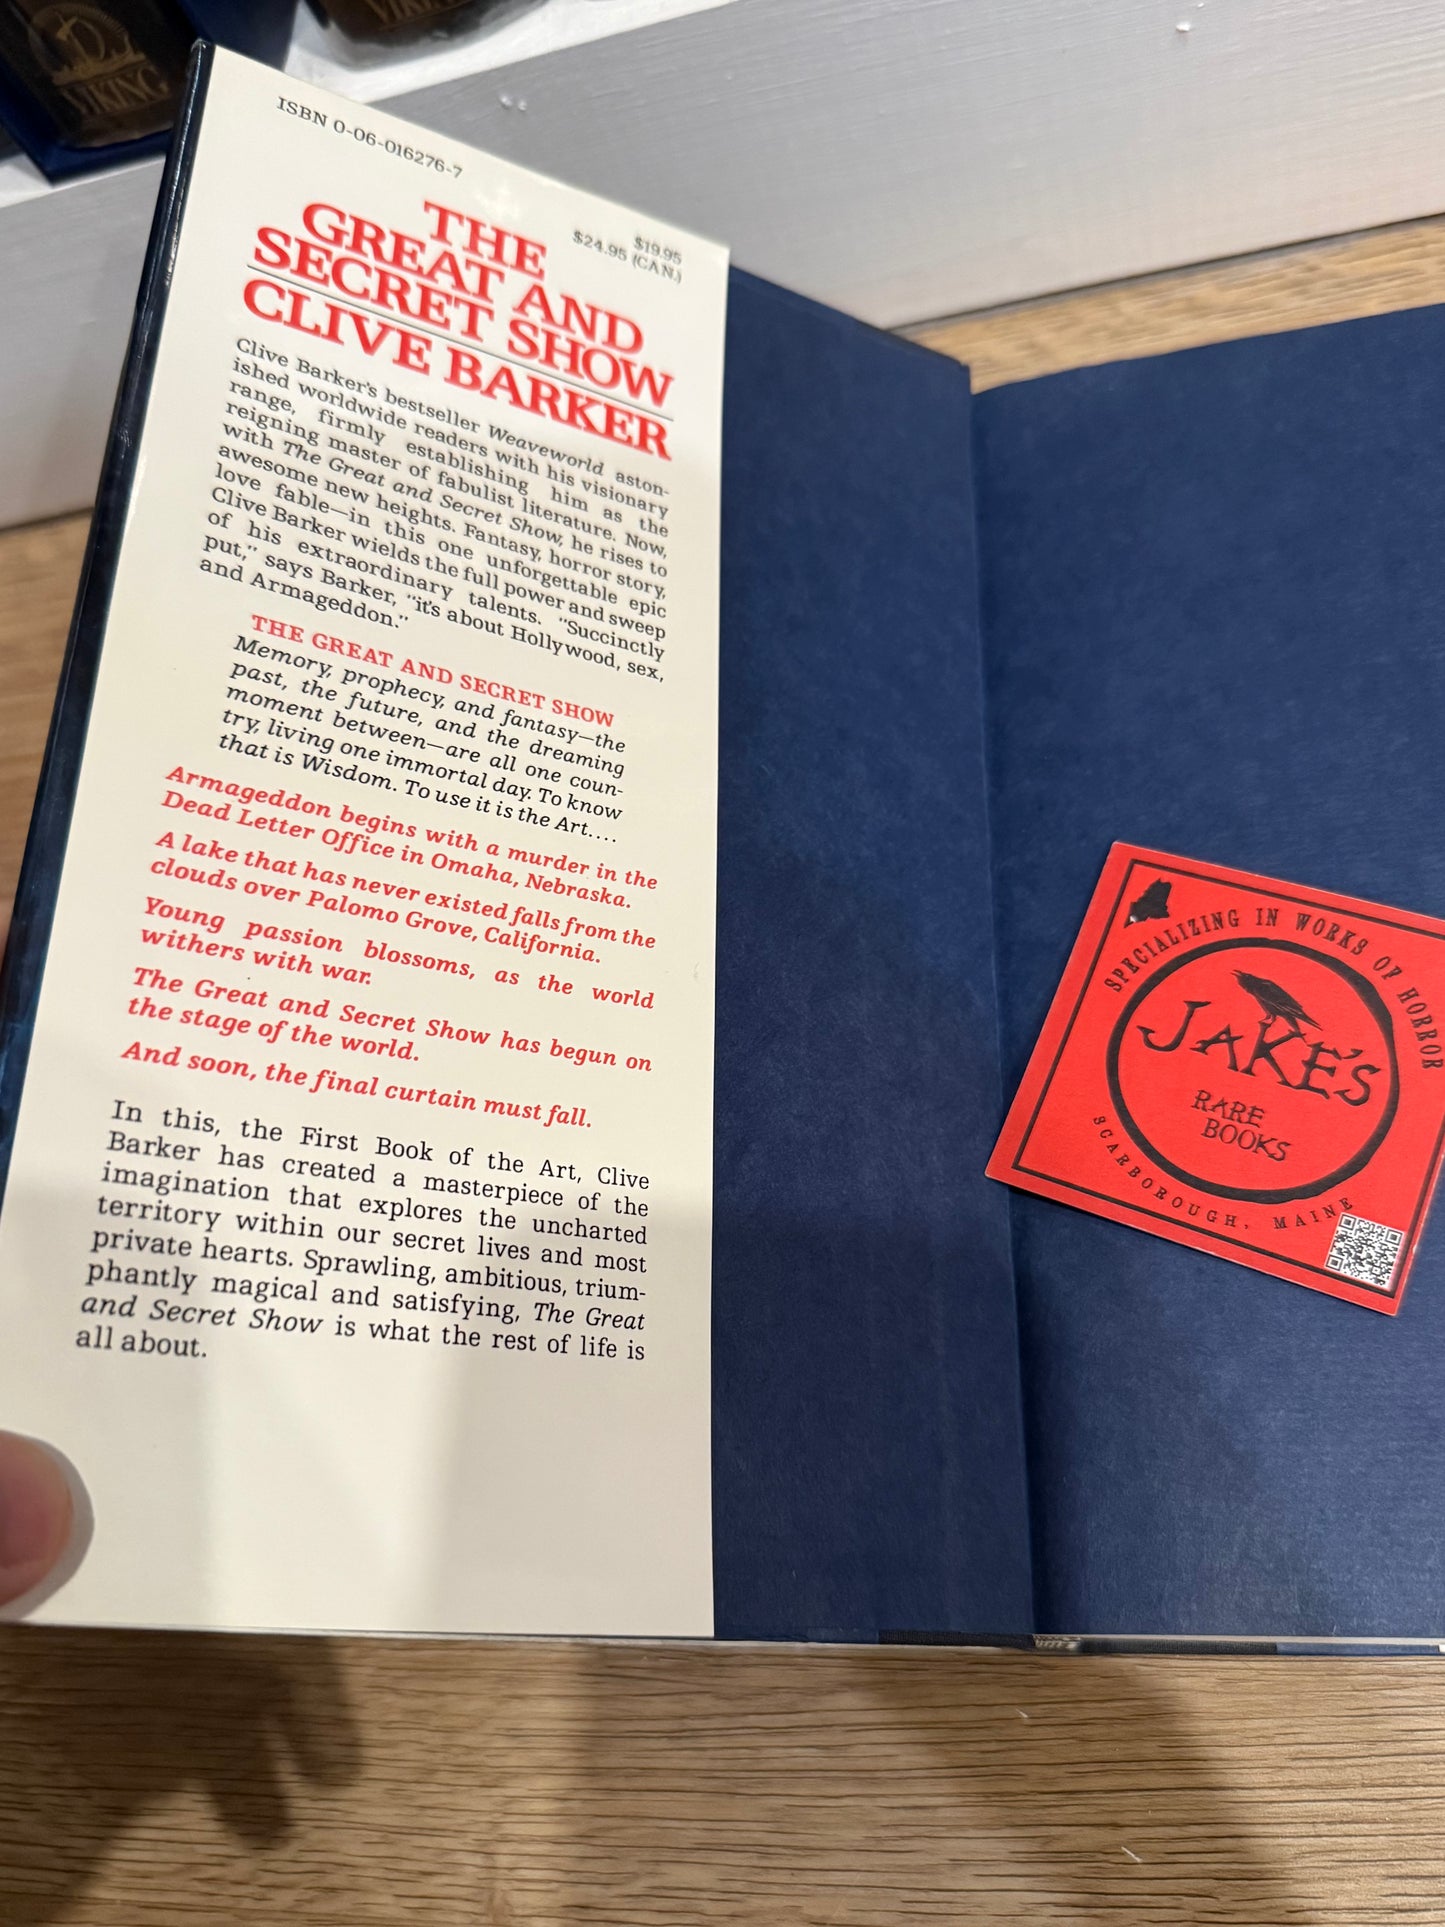 VIKING
ISBN 0-06-016276-7
$19.95
$24.95 (CAN.)
THE
GREAT AND
SECRET SHOW
CLIVE BARKER
Clive Barker's bestseller Weaveworld aston-
ished worldwide readers with his visionary
range, firmly establishing him as the
reigning master of fabulist literature. Now,
with The Great and Secret Show, he rises to
awesome new heights. Fantasy, horror story,
love fable—in this one unforgettable epic
Clive Barker wields the full power and sweep
of his extraordinary talents. "Succinctly
put," says Barker, "it's about Hollywood, sex,
and Armageddon."
THE GREAT AND SECRET SHOW
Memory, prophecy, and fantasy—the
past, the future, and the dreaming
moment between—are all one coun-
try, living one immortal day. To know
that is Wisdom. To use it is the Art....
Armageddon begins with a murder in the
Dead Letter Office in Omaha, Nebraska.
A lake that has never existed falls from the
clouds over Palomo Grove, California.
Young passion blossoms, as the world
withers with war.
The Great and Secret Show has begun on
the stage of the world.
And soon, the final curtain must fall.
In this, the First Book of the Art, Clive
Barker has created a masterpiece of the
imagination that explores the uncharted
territory within our secret lives and most
private hearts. Sprawling, ambitious, trium-
phantly magical and satisfying, The Great
and Secret Show is what the rest of life is
all about.
SPECIALIZING IN WORKS OF HORROR
JAKE'S
RARE
BOOKS
SCARBOROUGH, MAINE